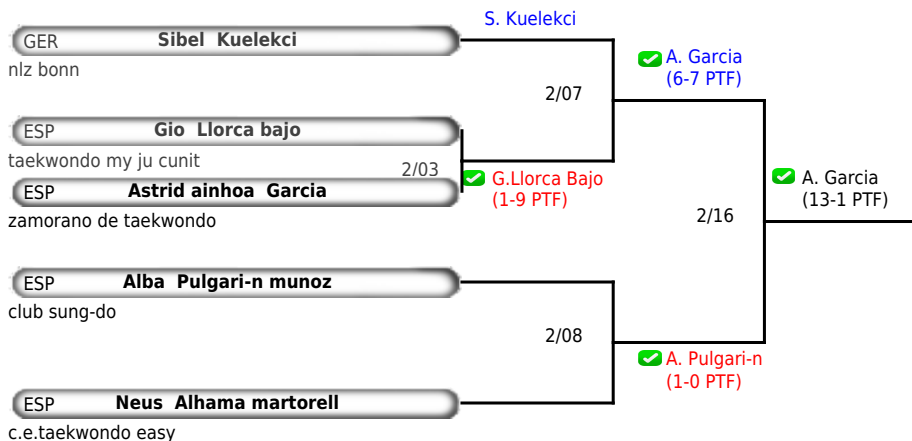 S. Kuelekci
GER Sibel Kuelekci
nlz bonn
A. Garcia
(6-7 PTF)
2/07
ESP Gio Llorca bajo
taekwondo my ju cunit
2/03
G.Llorca Bajo
(1-9 PTF)
ESP Astrid ainhoa Garcia
zamorano de taekwondo
A. Garcia
(13-1 PTF)
2/16
ESP Alba Pulgari-n munoz
club sung-do
2/08
A. Pulgari-n
(1-0 PTF)
ESP Neus Alhama martorell
c.e.taekwondo easy